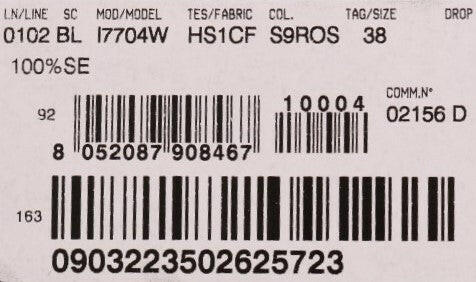 LN/LINE SC MOD/MODEL TES/FABRIC COL. TAG/SIZE DROP
0102 BL I7704W HS1CF S9ROS 38
100%SE
10004 COMM.N°
92 02156 D
8 052087 908467
163
0903223502625723